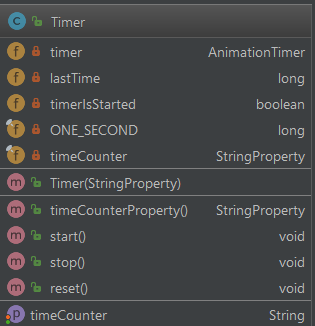 C Timer
f timer AnimationTimer
f lastTime long
f timerIsStarted boolean
f ONE_SECOND long
f timeCounter StringProperty
m Timer(StringProperty)
m timeCounterProperty() StringProperty
m start() void
m stop() void
m reset() void
p timeCounter String